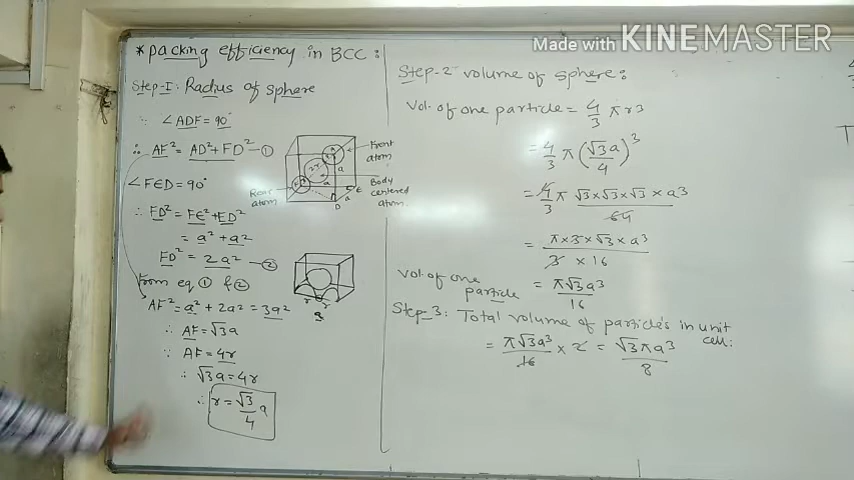 Made with KINEMASTER
* packing efficiency in BCC :
Step-I: Radius of sphere
∵ ∠ADF = 90°
∴ AF² = AD² + FD² —①
∠FED = 90°
∴ FD² = FE² + ED²
= a² + a²
FD² = 2a² —②
from eq ① & ②
AF² = a² + 2a² = 3a²
∴ AF = √3a
∵ AF = 4r
∴ √3a = 4r
∴ r = √3/4 a
Front atom
Body centered atom
Rear atom
Step-2 volume of sphere:
Vol. of one particle = 4/3 π r3
= 4/3 π (√3a/4)³
= 4/3 π √3×√3×√3 × a³/64
= π × 3 × √3 × a³/3 × 16
Vol. of one particle = π√3a³/16
Step-3: Total volume of particle's in unit cell:
= π√3a³/16 × 2 = √3πa³/8